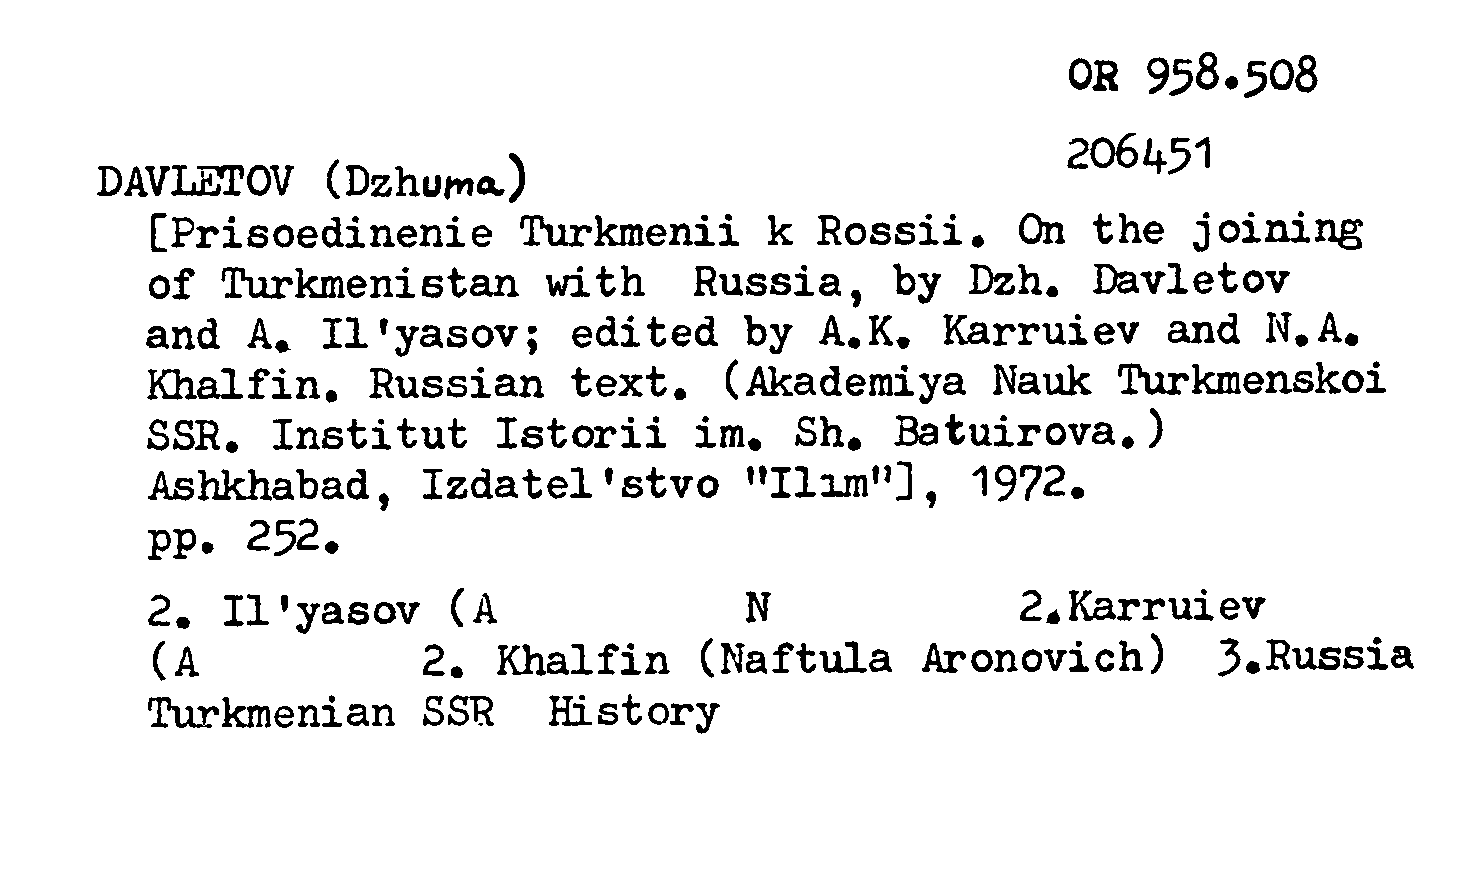 OR 958.508
206451
DAVLETOV (Dzhuma)
[Prisoedinenie Turkmenii k Rossii. On the joining
of Turkmenistan with Russia, by Dzh. Davletov
and A. Il'yasov; edited by A.K. Karruiev and N.A.
Khalfin. Russian text. (Akademiya Nauk Turkmenskoi
SSR. Institut Istorii im. Sh. Batuirova.)
Ashkhabad, Izdatel'stvo "Ilım"], 1972.
pp. 252.
2. Il'yasov (A N 2.Karruiev
(A 2. Khalfin (Naftula Aronovich) 3.Russia
Turkmenian SSR History